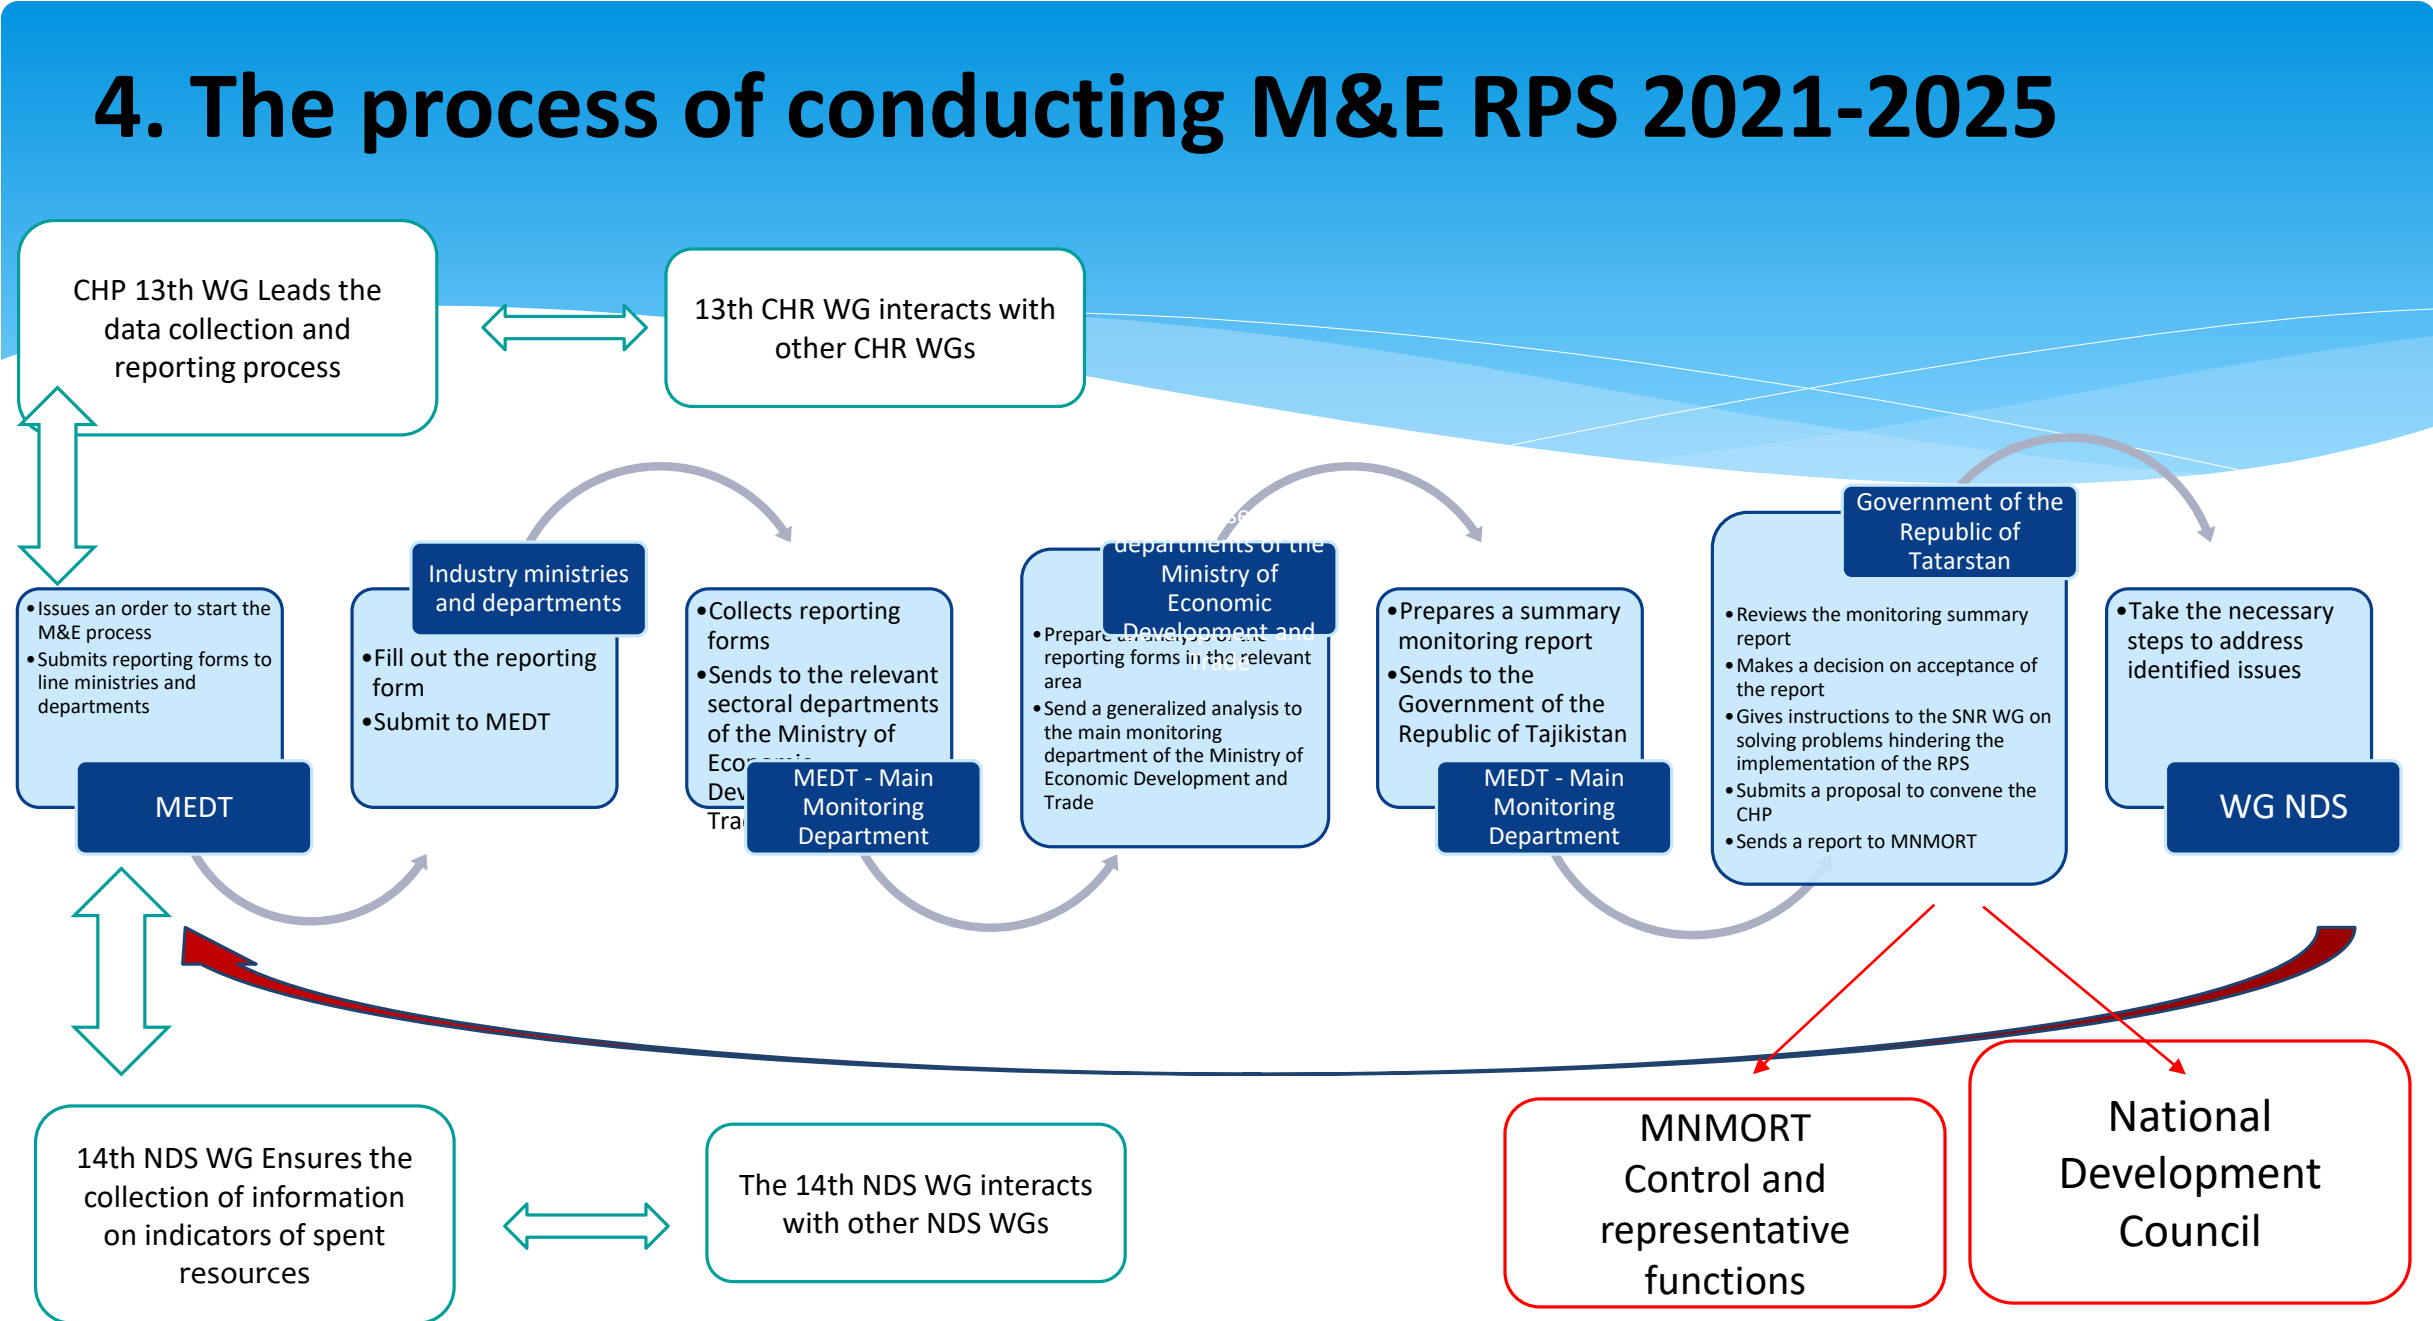 4. The process of conducting M&E RPS 2021-2025
CHP 13th WG Leads the
data collection and
reporting process
13th CHR WG interacts with
other CHR WGs
•Issues an order to start the
M&E process
•Submits reporting forms to
line ministries and
departments
MEDT
Industry ministries
and departments
•Fill out the reporting
form
•Submit to MEDT
•Collects reporting
forms
•Sends to the relevant
sectoral departments
of the Ministry of
MEDT - Main
Monitoring
Department
departments of the
Ministry of
Economic
Development and
Trade
•Prepare
reporting forms in the relevant
area
•Send a generalized analysis to
the main monitoring
department of the Ministry of
Economic Development and
Trade
•Prepares a summary
monitoring report
•Sends to the
Government of the
Republic of Tajikistan
MEDT - Main
Monitoring
Department
Government of the
Republic of
Tatarstan
•Reviews the monitoring summary
report
•Makes a decision on acceptance of
the report
•Gives instructions to the SNR WG on
solving problems hindering the
implementation of the RPS
•Submits a proposal to convene the
CHP
•Sends a report to MNMORT
•Take the necessary
steps to address
identified issues
WG NDS
14th NDS WG Ensures the
collection of information
on indicators of spent
resources
The 14th NDS WG interacts
with other NDS WGs
MNMORT
Control and
representative
functions
National
Development
Council